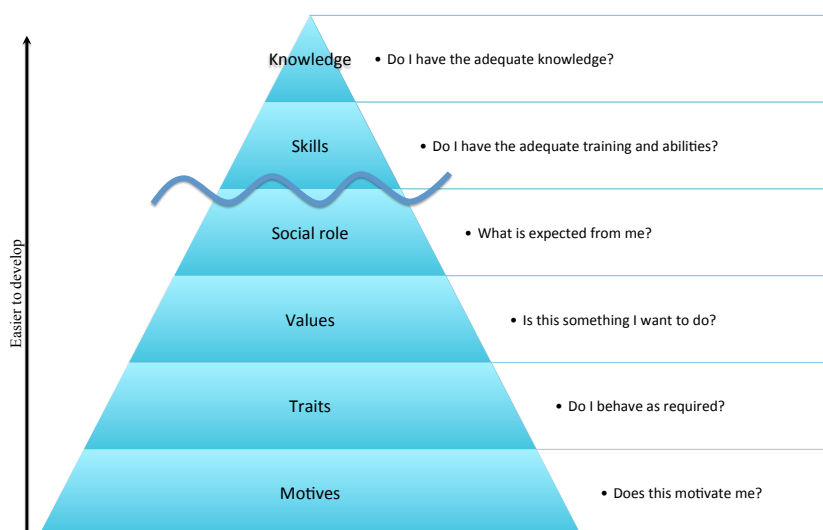 Knowledge
• Do I have the adequate knowledge?
Skills
• Do I have the adequate training and abilities?
Social role
• What is expected from me?
Values
• Is this something I want to do?
Traits
• Do I behave as required?
Motives
• Does this motivate me?
Easier to develop